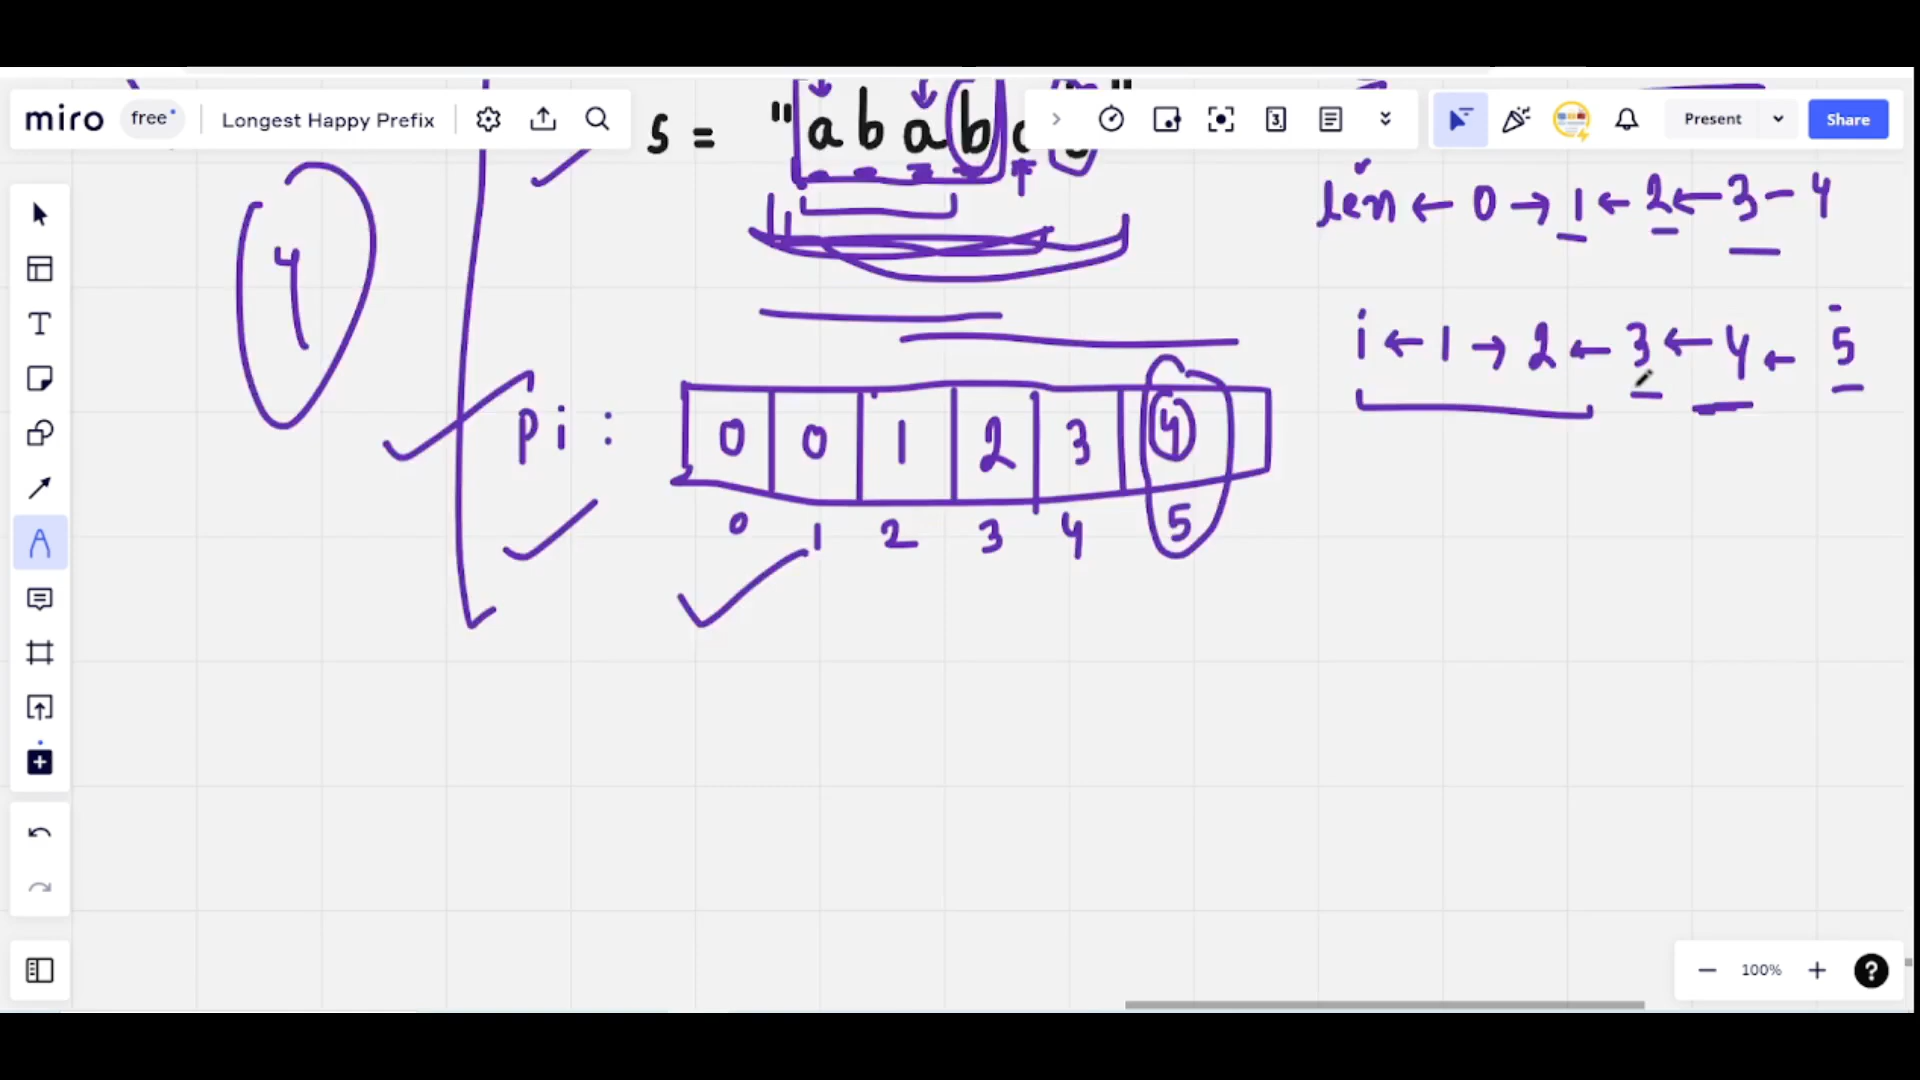 miro free Longest Happy Prefix
Present Share
s = "a b a b "
4
len ← 0 → 1 ← 2 ← 3 - 4
i ← 1 → 2 ← 3 ← 4 ← 5
Pi : 0 0 1 2 3 4
0 1 2 3 4 5
100%